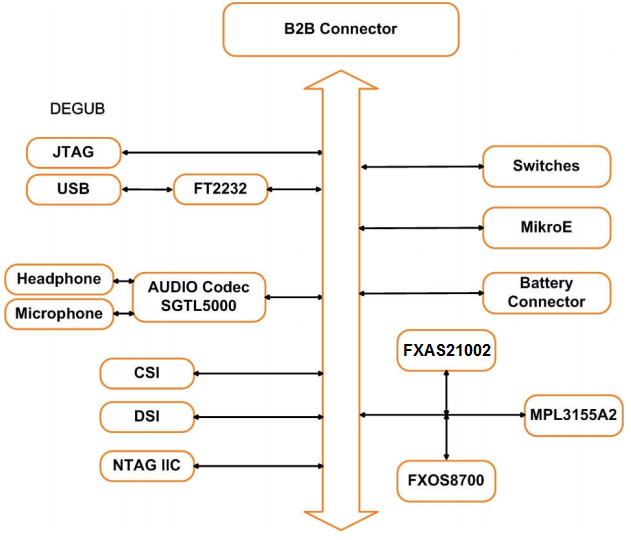 B2B Connector
DEGUB
JTAG
USB
FT2232
Headphone
Microphone
AUDIO Codec
SGTL5000
CSI
DSI
NTAG IIC
Switches
MikroE
Battery
Connector
FXAS21002
MPL3155A2
FXOS8700